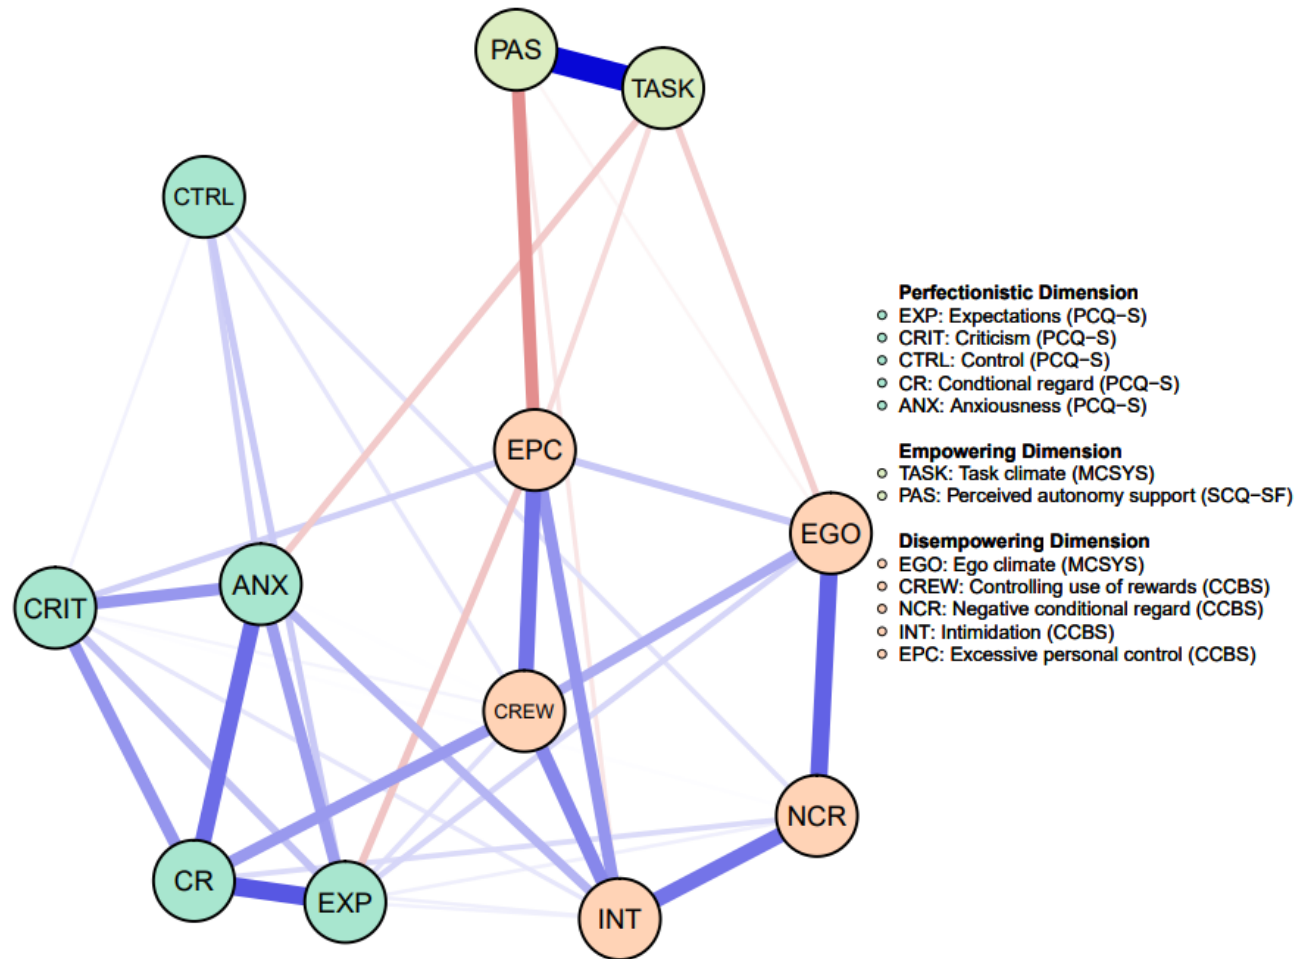 PAS
TASK
CTRL
EPC
EGO
ANX
CRIT
CREW
NCR
CR
EXP
INT
Perfectionistic Dimension
EXP: Expectations (PCQ−S)
CRIT: Criticism (PCQ−S)
CTRL: Control (PCQ−S)
CR: Condtional regard (PCQ−S)
ANX: Anxiousness (PCQ−S)
Empowering Dimension
TASK: Task climate (MCSYS)
PAS: Perceived autonomy support (SCQ−SF)
Disempowering Dimension
EGO: Ego climate (MCSYS)
CREW: Controlling use of rewards (CCBS)
NCR: Negative conditional regard (CCBS)
INT: Intimidation (CCBS)
EPC: Excessive personal control (CCBS)